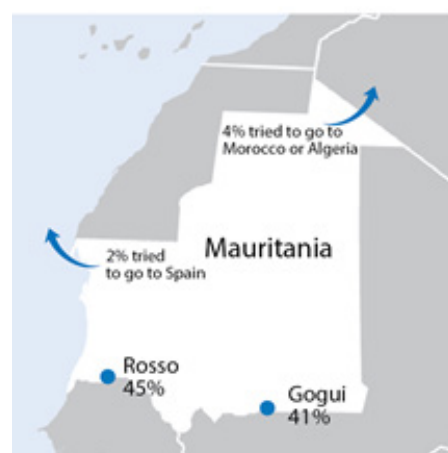 4% tried to go to
Morocco or Algeria
Mauritania
2% tried
to go to Spain
Rosso
45%
Gogui
41%